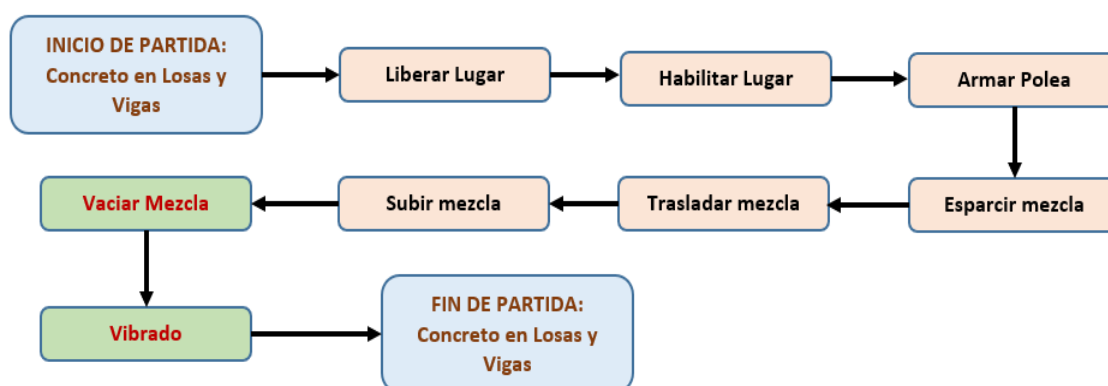 INICIO DE PARTIDA:
Concreto en Losas y
Vigas
Liberar Lugar
Habilitar Lugar
Armar Polea
Esparcir mezcla
Trasladar mezcla
Subir mezcla
Vaciar Mezcla
Vibrado
FIN DE PARTIDA:
Concreto en Losas y
Vigas